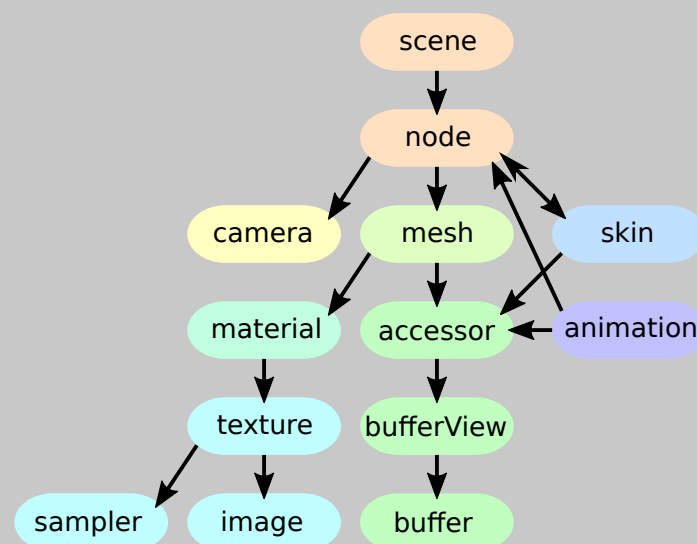 scene
node
camera
mesh
skin
material
accessor
animation
texture
bufferView
sampler
image
buffer